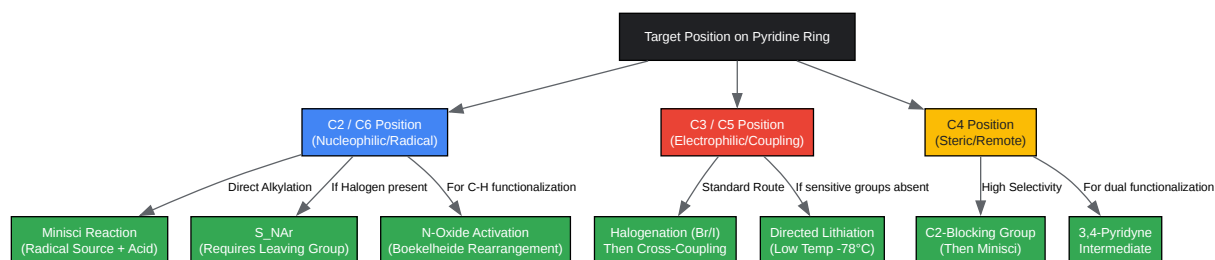 Target Position on Pyridine Ring
C2 / C6 Position
(Nucleophilic/Radical)
C3 / C5 Position
(Electrophilic/Coupling)
C4 Position
(Steric/Remote)
Direct Alkylation
If Halogen present
For C-H functionalization
Standard Route
If sensitive groups absent
High Selectivity
For dual functionalization
Minisci Reaction
(Radical Source + Acid)
S_NAr
(Requires Leaving Group)
N-Oxide Activation
(Boekelheide Rearrangement)
Halogenation (Br/I)
Then Cross-Coupling
Directed Lithiation
(Low Temp -78°C)
C2-Blocking Group
(Then Minisci)
3,4-Pyridyne
Intermediate